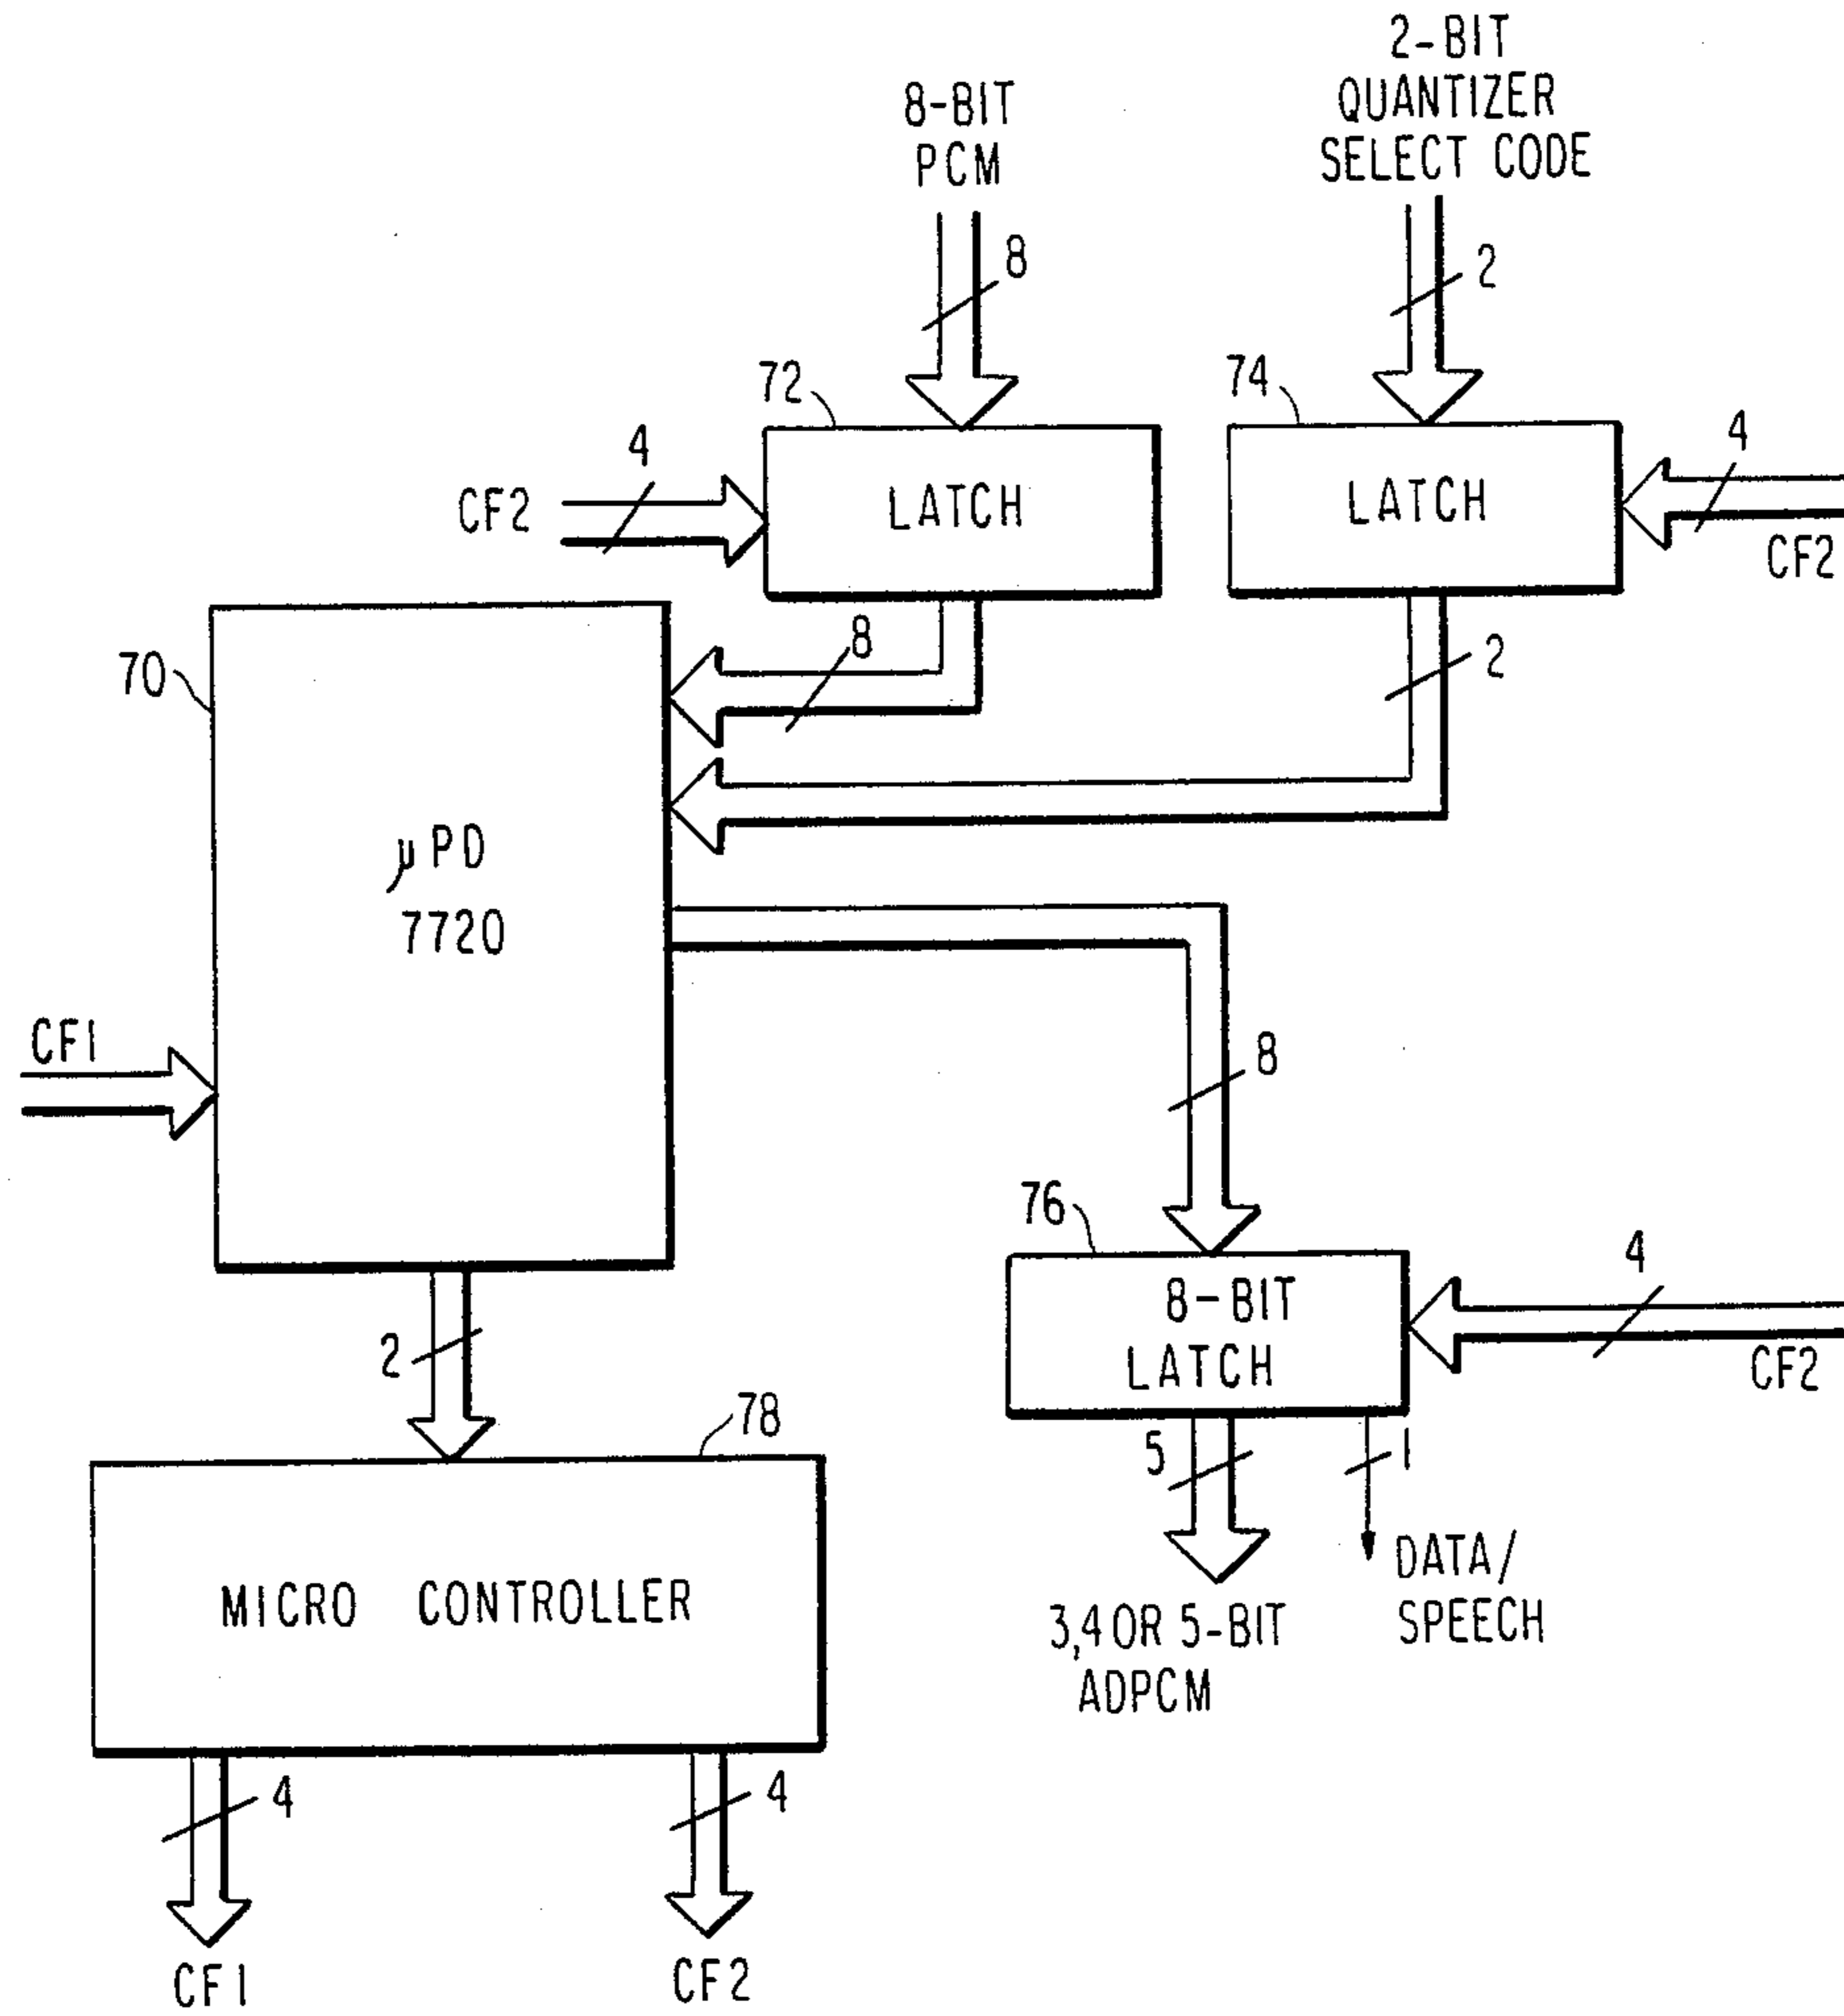 2-BIT
QUANTIZER
SELECT CODE
8-BIT
PCM
8
2
72
74
4
CF2
LATCH
LATCH
4
CF2
8
2
70
µPD
7720
CF1
8
76
8-BIT
LATCH
4
CF2
2
78
5
1
DATA/
SPEECH
3,4 OR 5-BIT
ADPCM
MICRO CONTROLLER
4
4
CF1
CF2